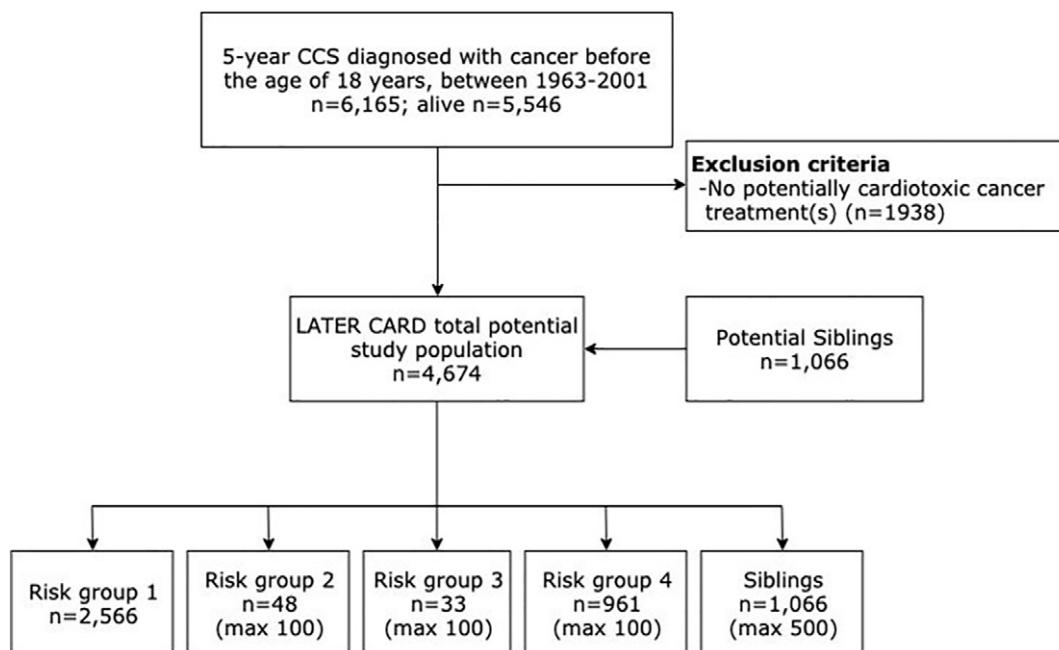 5-year CCS diagnosed with cancer before
the age of 18 years, between 1963-2001
n=6,165; alive n=5,546
Exclusion criteria
-No potentially cardiotoxic cancer
treatment(s) (n=1938)
LATER CARD total potential
study population
n=4,674
Potential Siblings
n=1,066
Risk group 1
n=2,566
Risk group 2
n=48
(max 100)
Risk group 3
n=33
(max 100)
Risk group 4
n=961
(max 100)
Siblings
n=1,066
(max 500)